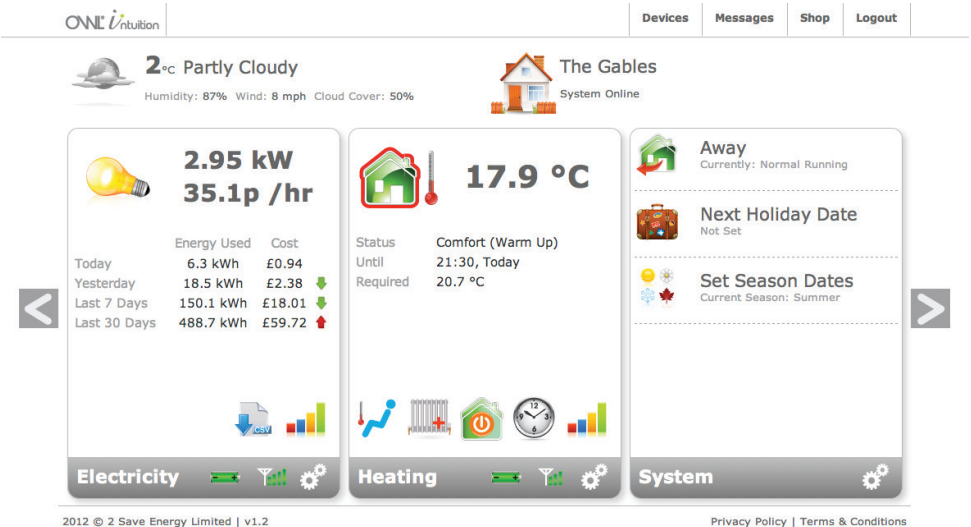 OWL intuition
Devices Messages Shop Logout
2°C Partly Cloudy
Humidity: 87% Wind: 8 mph Cloud Cover: 50%
The Gables
System Online
2.95 kW
35.1p /hr
Energy Used Cost
Today 6.3 kWh £0.94
Yesterday 18.5 kWh £2.38
Last 7 Days 150.1 kWh £18.01
Last 30 Days 488.7 kWh £59.72
CSV
Electricity
17.9 °C
Status Comfort (Warm Up)
Until 21:30, Today
Required 20.7 °C
12
9 3
6
Heating
Away
Currently: Normal Running
Next Holiday Date
Not Set
Set Season Dates
Current Season: Summer
System
2012 © 2 Save Energy Limited | v1.2
Privacy Policy | Terms & Conditions